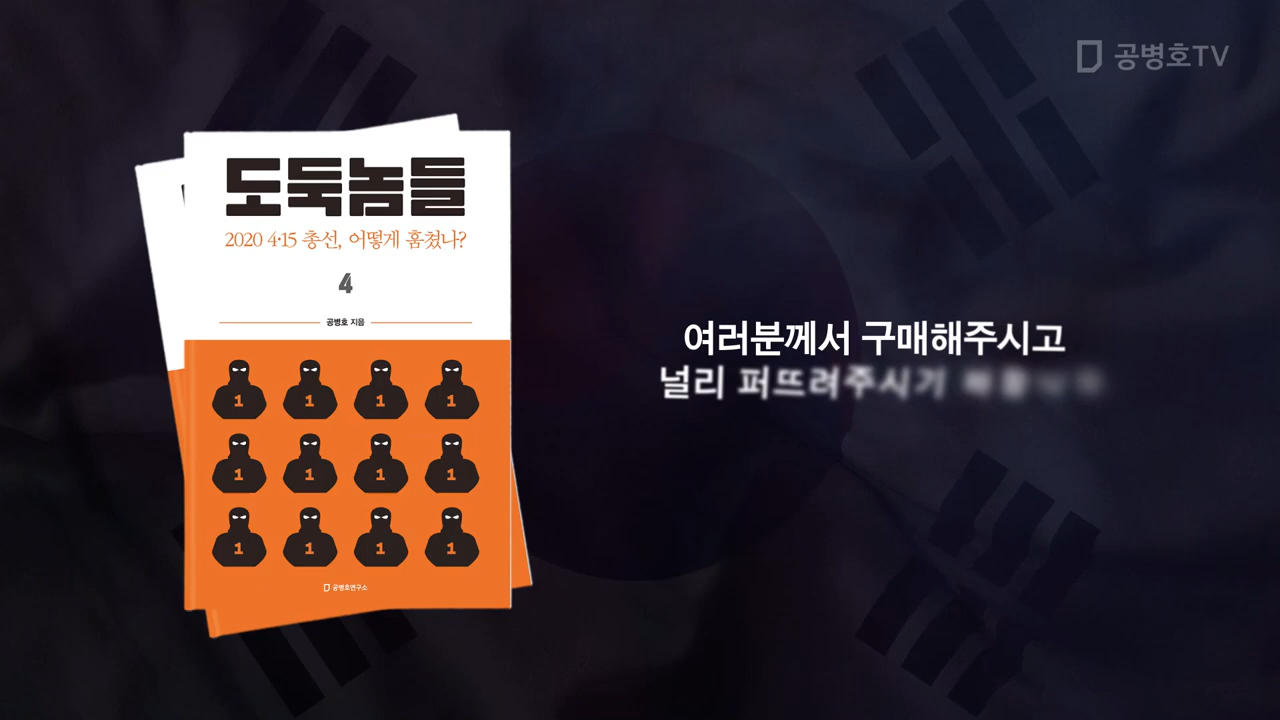 공병호TV
도둑놈들
2020 4·15 총선, 어떻게 훔쳤나?
4
공병호 지음
1 1 1 1
1 1 1 1
1 1 1 1
공병호연구소
여러분께서 구매해주시고
널리 퍼뜨려주시기